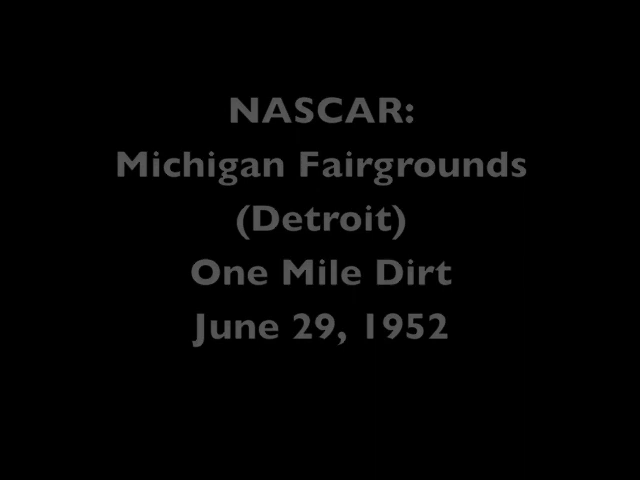 NASCAR:
Michigan Fairgrounds
(Detroit)
One Mile Dirt
June 29, 1952